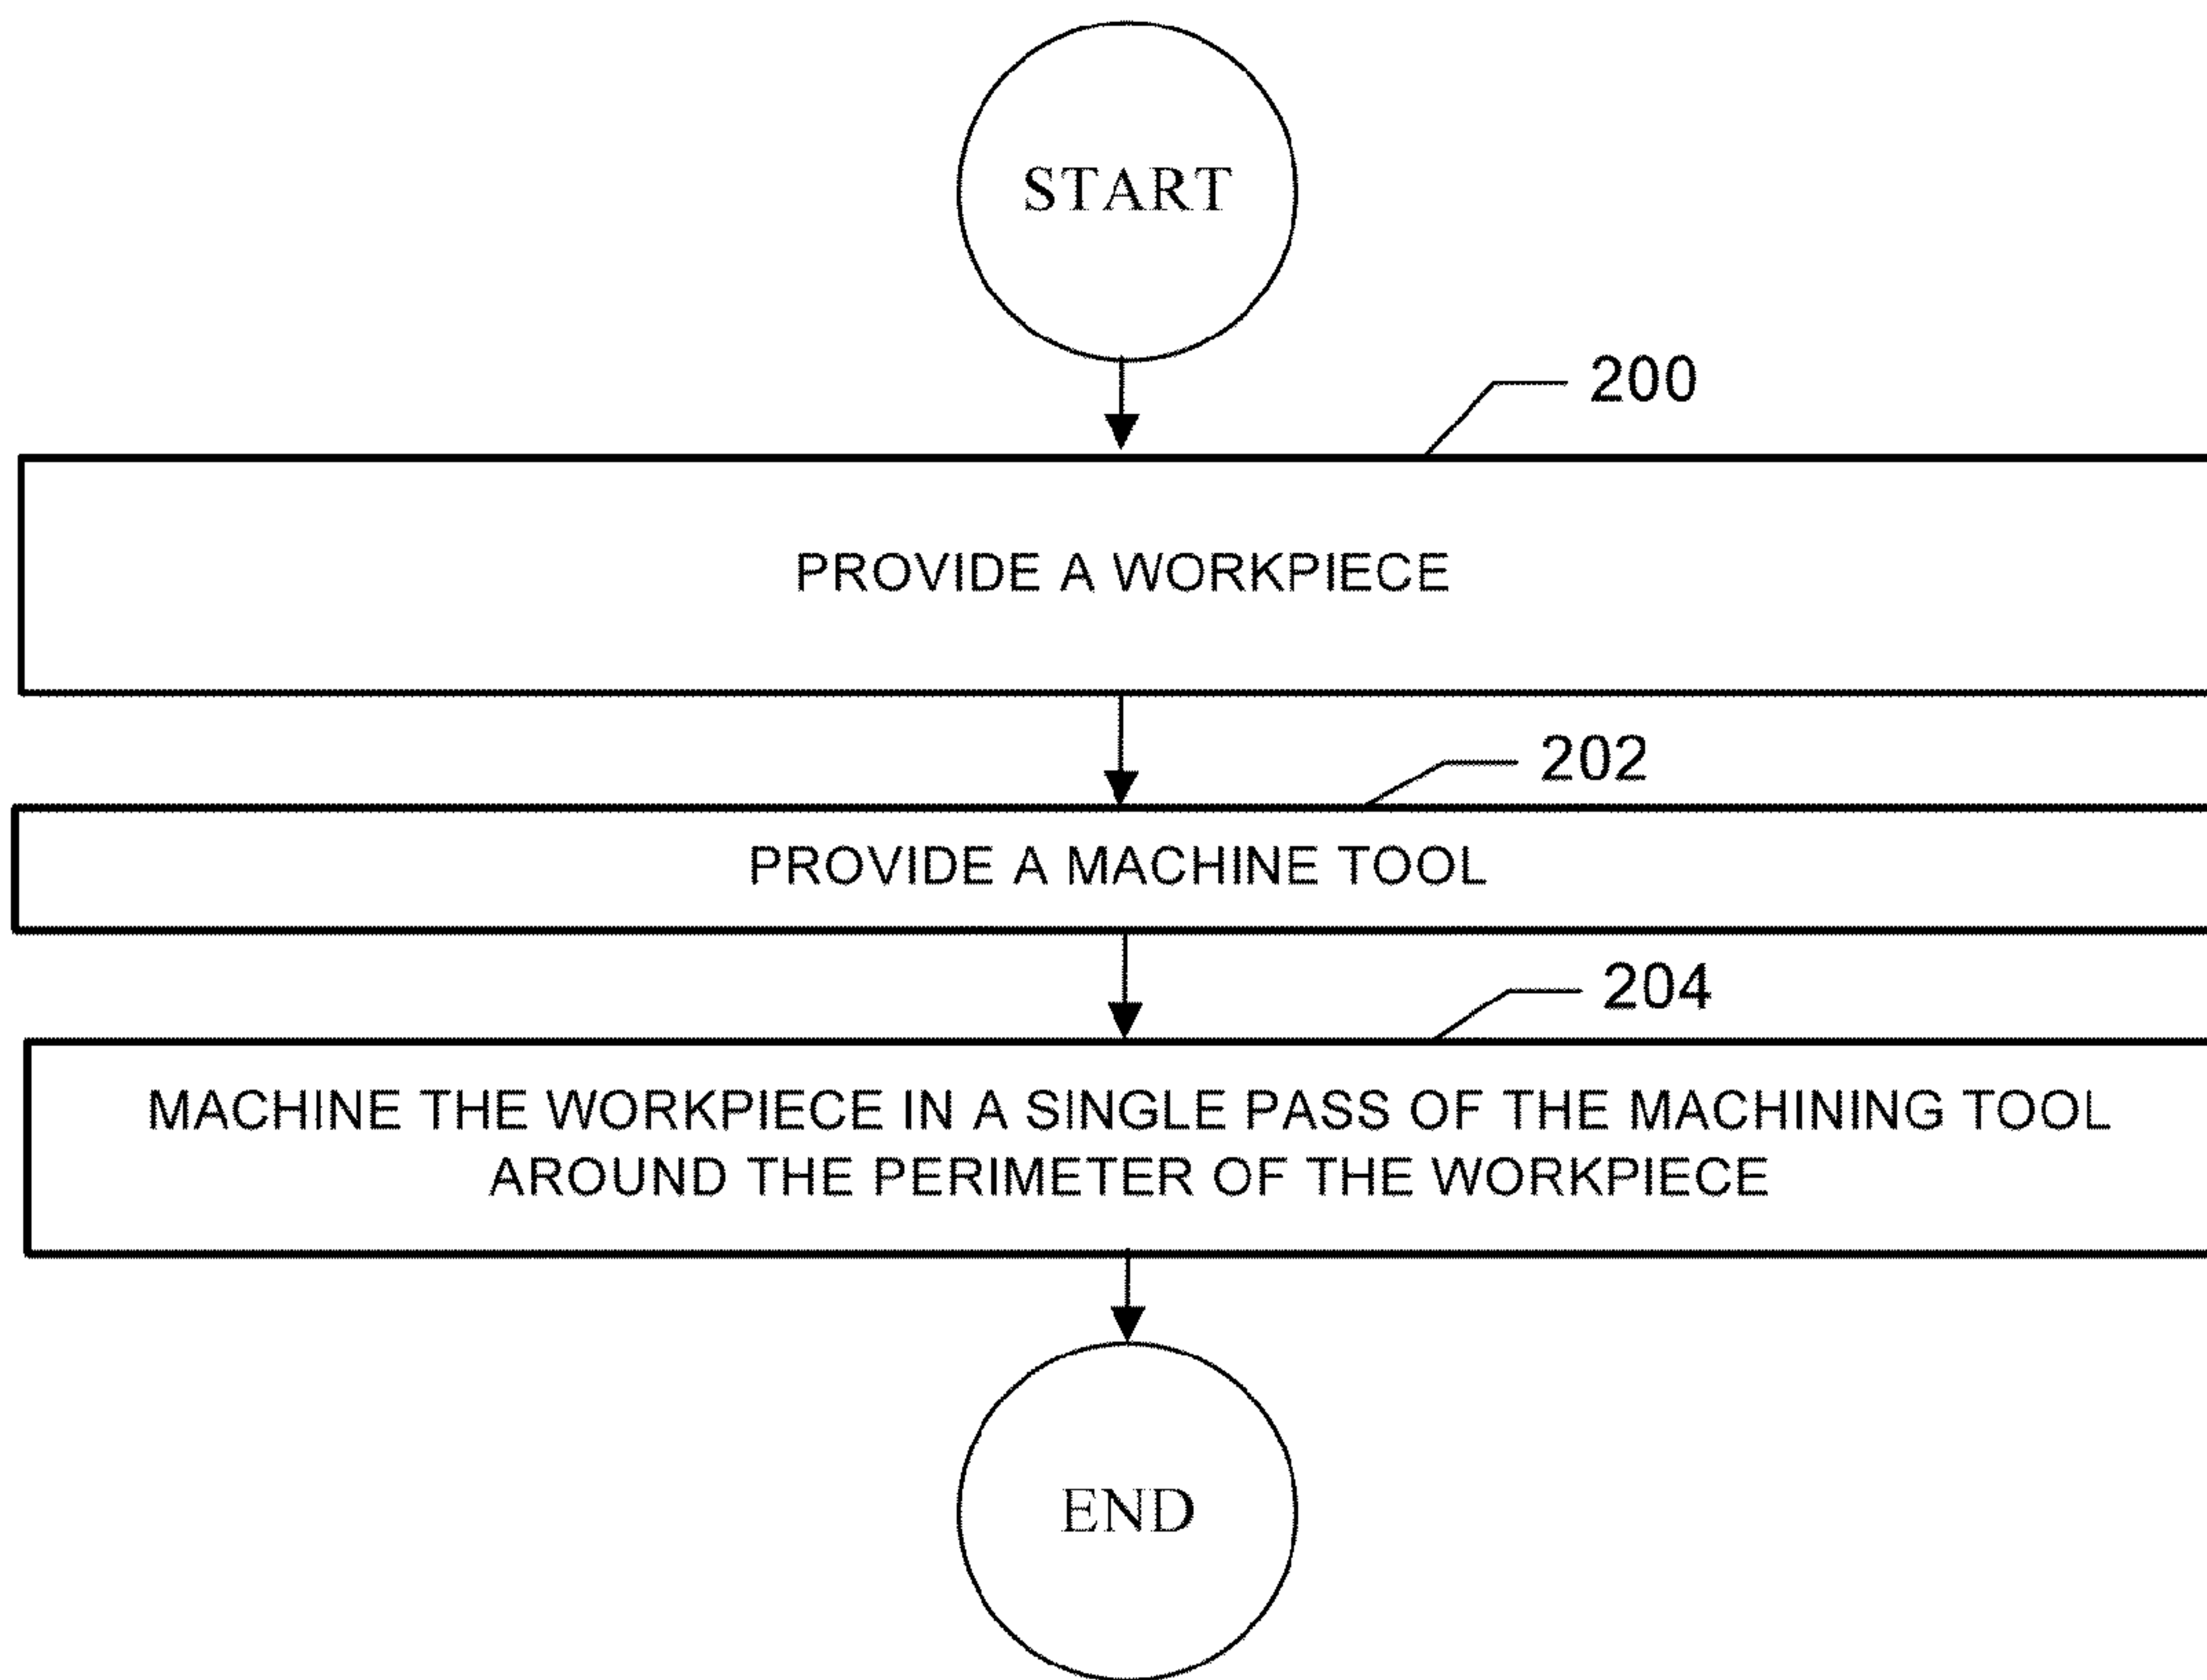 START
200
PROVIDE A WORKPIECE
202
PROVIDE A MACHINE TOOL
204
MACHINE THE WORKPIECE IN A SINGLE PASS OF THE MACHINING TOOL
AROUND THE PERIMETER OF THE WORKPIECE
END